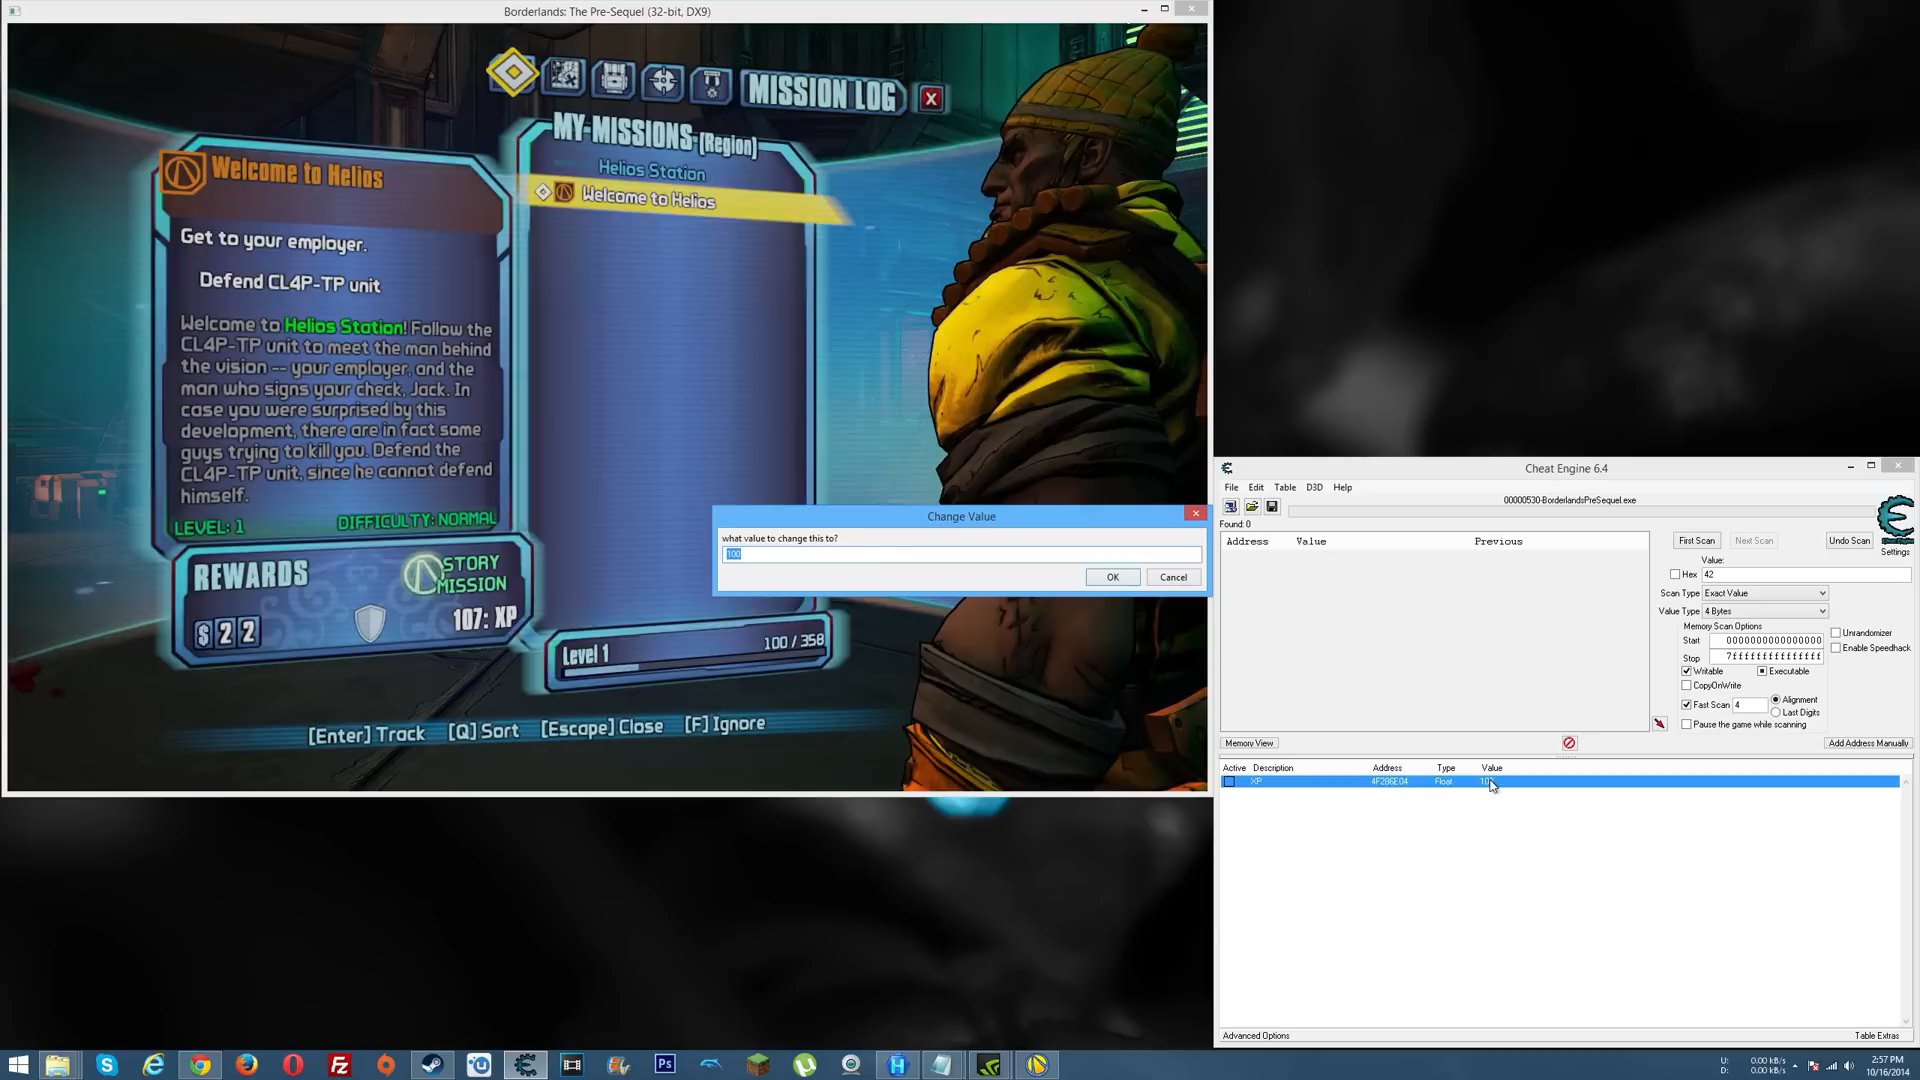 Borderlands: The Pre-Sequel (32-bit, DX9)
MISSION LOG
X
MY MISSIONS (Region)
Helios Station
Welcome to Helios
Welcome to Helios
Get to your employer.
Defend CL4P-TP unit
Welcome to Helios Station! Follow the
CL4P-TP unit to meet the man behind
the vision -- your employer, and the
man who signs your check, Jack. In
case you were surprised by this
development, there are in fact some
guys trying to kill you. Defend the
CL4P-TP unit, since he cannot defend
himself.
LEVEL: 1 DIFFICULTY: NORMAL
REWARDS
STORY
MISSION
107: XP
$ 2 2
Level 1 100 / 358
[Enter] Track [Q] Sort [Escape] Close [F] Ignore
Change Value
what value to change this to?
100
OK Cancel
Cheat Engine 6.4
File Edit Table D3D Help
00000530-BorderlandsPreSequel.exe
Found: 0
Address Value Previous
First Scan Next Scan Undo Scan
Settings
Value:
Hex 42
Scan Type Exact Value
Value Type 4 Bytes
Memory Scan Options
Start 0000000000000000
Stop 7fffffffffffffff
Unrandomizer
Enable Speedhack
Writable Executable
CopyOnWrite
Fast Scan 4 Alignment
Last Digits
Pause the game while scanning
Memory View Add Address Manually
Active Description Address Type Value
XP 4F286E04 Float
Advanced Options Table Extras
U: 0.00 kB/s
D: 0.00 kB/s
2:57 PM
10/16/2014